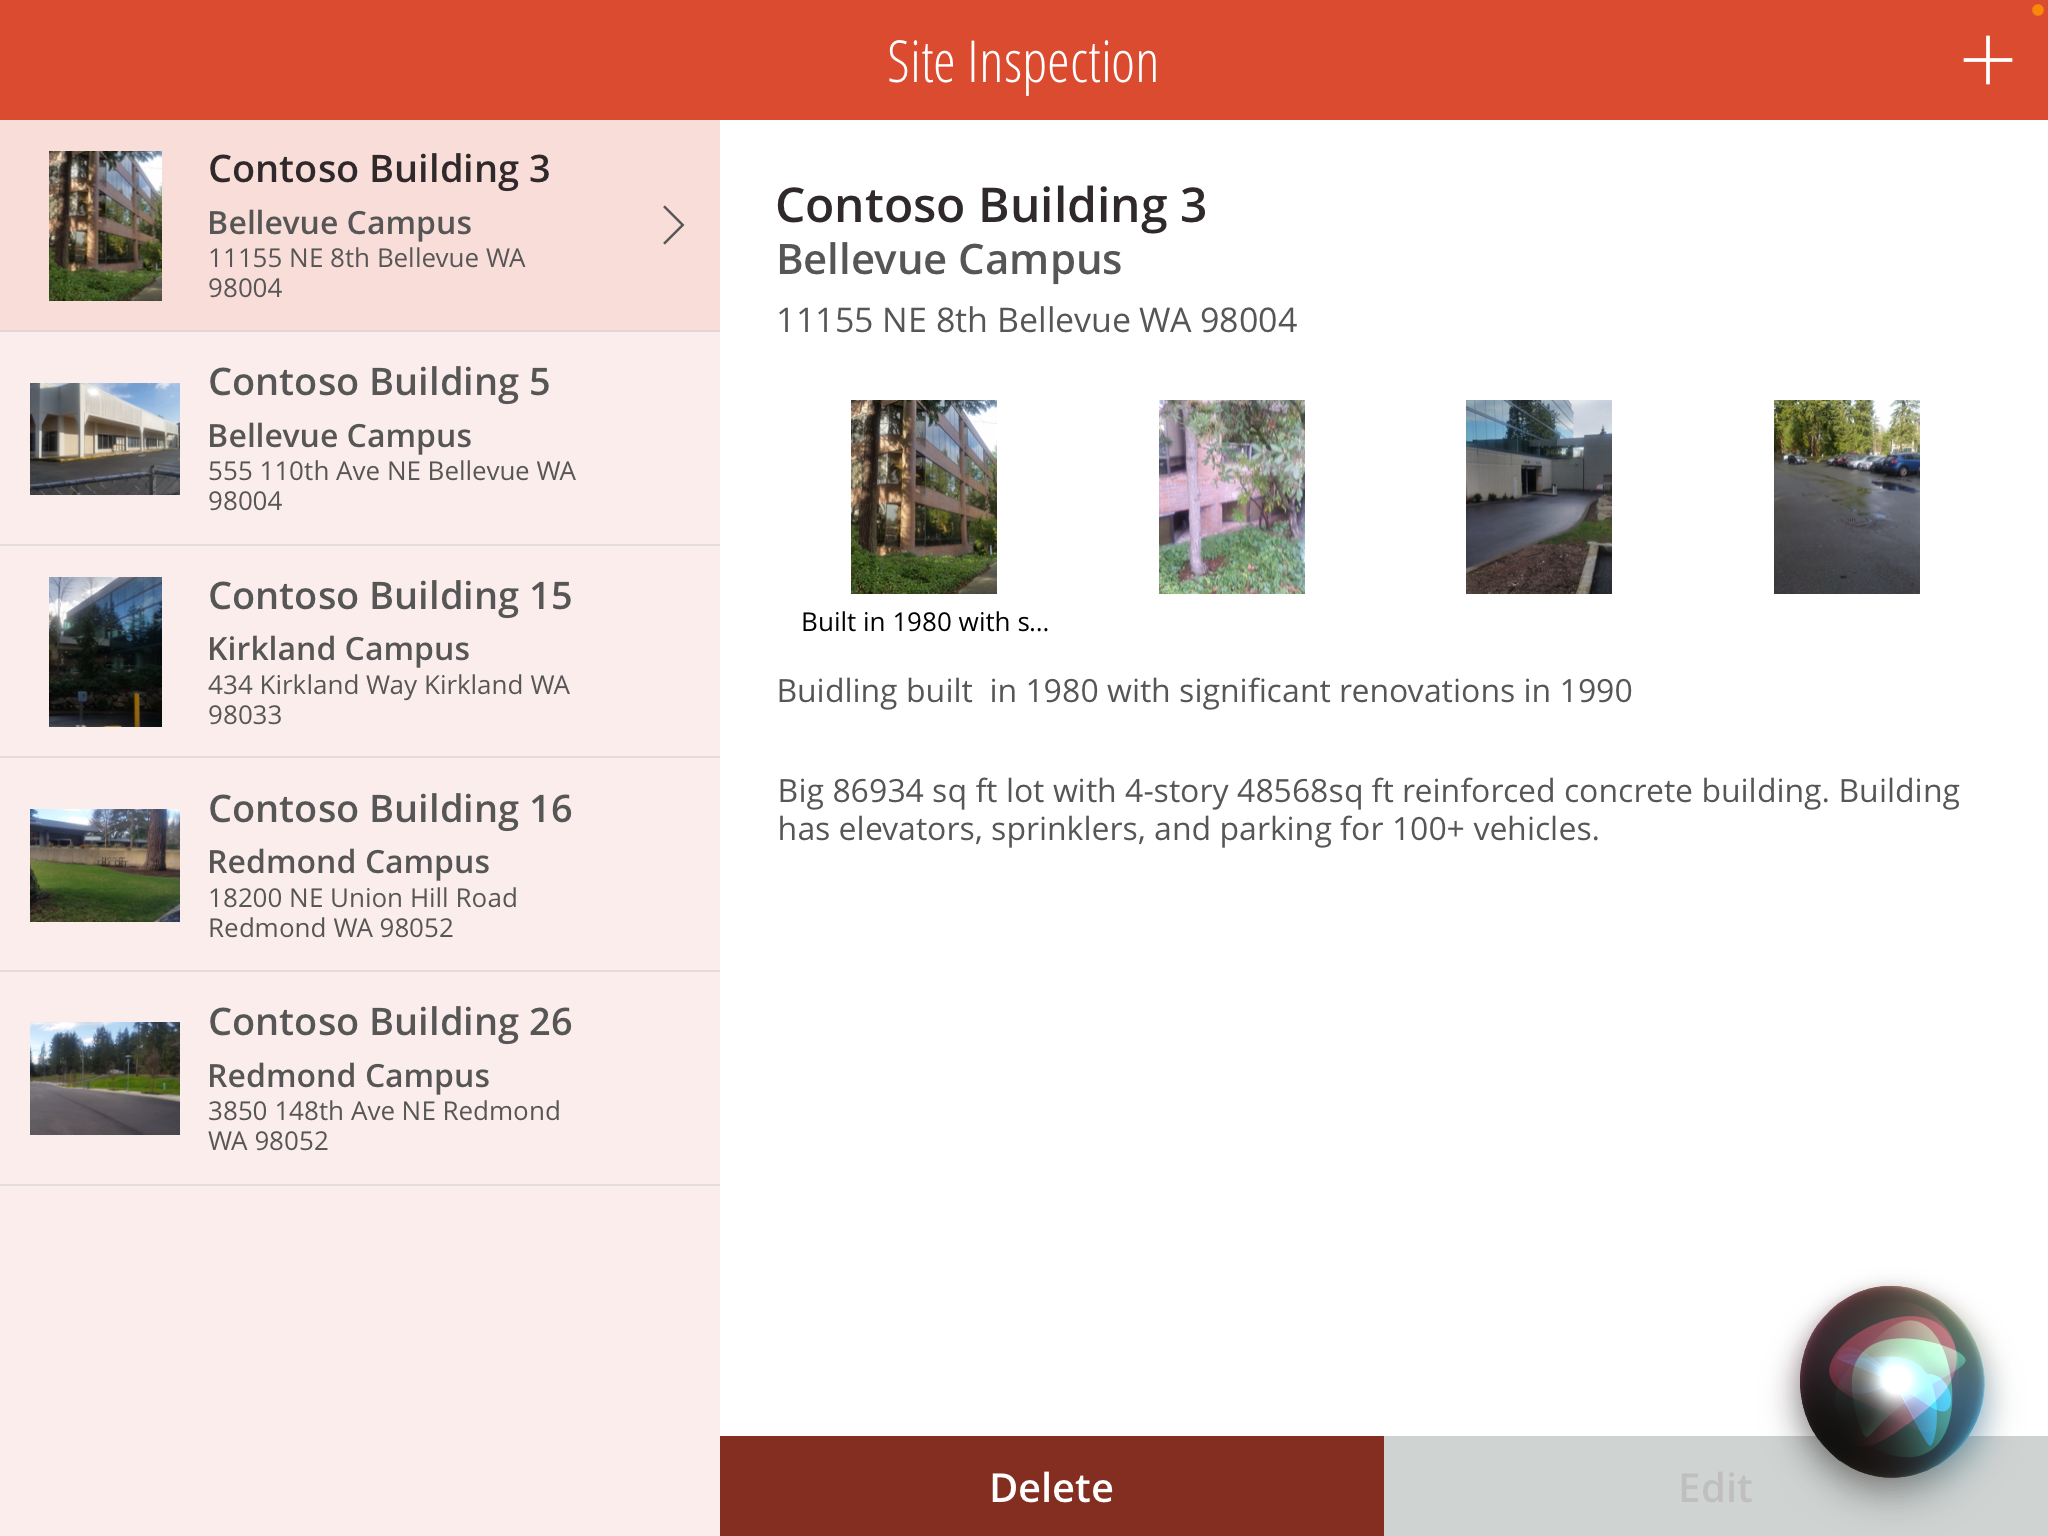 Site Inspection
Contoso Building 3
Bellevue Campus
11155 NE 8th Bellevue WA
98004
Contoso Building 5
Bellevue Campus
555 110th Ave NE Bellevue WA
98004
Contoso Building 15
Kirkland Campus
434 Kirkland Way Kirkland WA
98033
Contoso Building 16
Redmond Campus
18200 NE Union Hill Road
Redmond WA 98052
Contoso Building 26
Redmond Campus
3850 148th Ave NE Redmond
WA 98052
Contoso Building 3
Bellevue Campus
11155 NE 8th Bellevue WA 98004
Built in 1980 with s...
Buidling built  in 1980 with significant renovations in 1990
Big 86934 sq ft lot with 4-story 48568sq ft reinforced concrete building. Building
has elevators, sprinklers, and parking for 100+ vehicles.
Delete
Edit